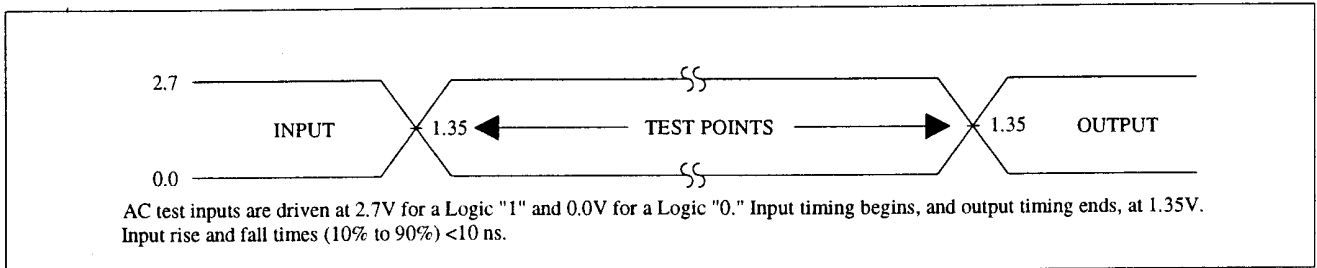 2.7
INPUT 1.35 TEST POINTS 1.35 OUTPUT
0.0
AC test inputs are driven at 2.7V for a Logic "1" and 0.0V for a Logic "0." Input timing begins, and output timing ends, at 1.35V.
Input rise and fall times (10% to 90%) <10 ns.